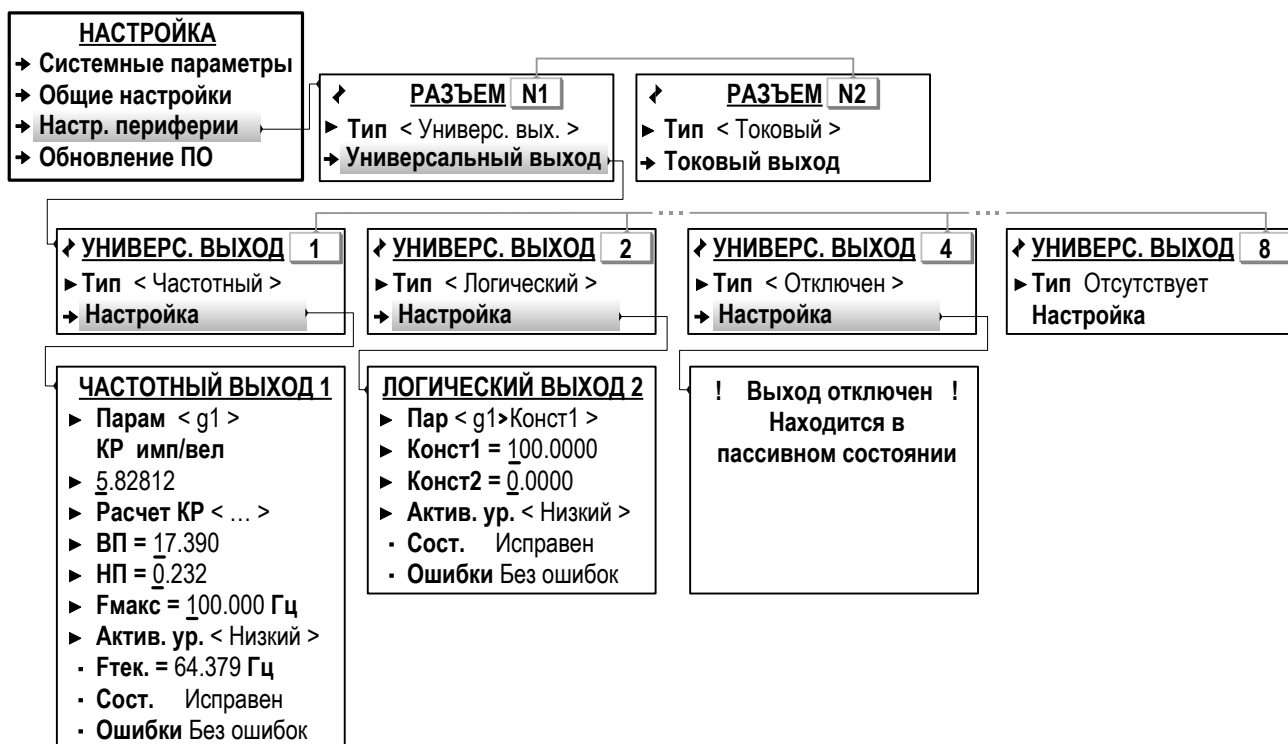 НАСТРОЙКА
Системные параметры
Общие настройки
Настр. периферии
Обновление ПО
РАЗЪЕМ N1
Тип < Универс. вых. >
Универсальный выход
РАЗЪЕМ N2
Тип < Токовый >
Токовый выход
УНИВЕРС. ВЫХОД 1
Тип < Частотный >
Настройка
УНИВЕРС. ВЫХОД 2
Тип < Логический >
Настройка
УНИВЕРС. ВЫХОД 4
Тип < Отключен >
Настройка
УНИВЕРС. ВЫХОД 8
Тип Отсутствует
Настройка
ЧАСТОТНЫЙ ВЫХОД 1
Парам < g1 >
КР имп/вел
5.82812
Расчет КР < ... >
ВП = 17.390
НП = 0.232
Fмакс = 100.000 Гц
Актив. ур. < Низкий >
Fтек. = 64.379 Гц
Сост. Исправен
Ошибки Без ошибок
ЛОГИЧЕСКИЙ ВЫХОД 2
Пар < g1>Конст1 >
Конст1 = 100.0000
Конст2 = 0.0000
Актив. ур. < Низкий >
Сост. Исправен
Ошибки Без ошибок
! Выход отключен !
Находится в
пассивном состоянии